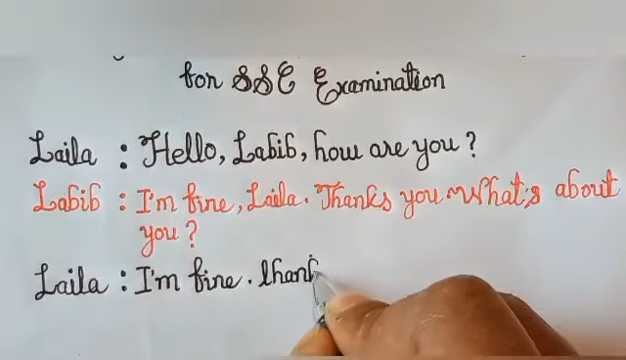 for SSC Examination
Laila : Hello, Labib, how are you ?
Labib : I'm fine, Laila. Thanks you What's about
you ?
Laila : I'm fine. thank